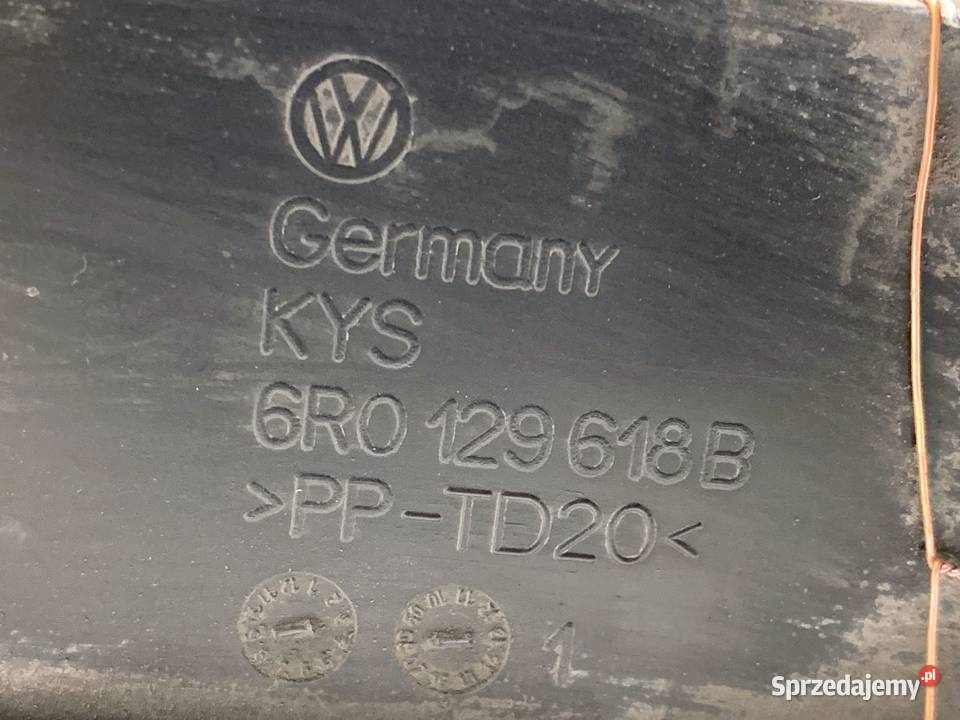 Germany
KYS
6R0 129 618 B
>PP-TD20<
1
Sprzedajemy.pl